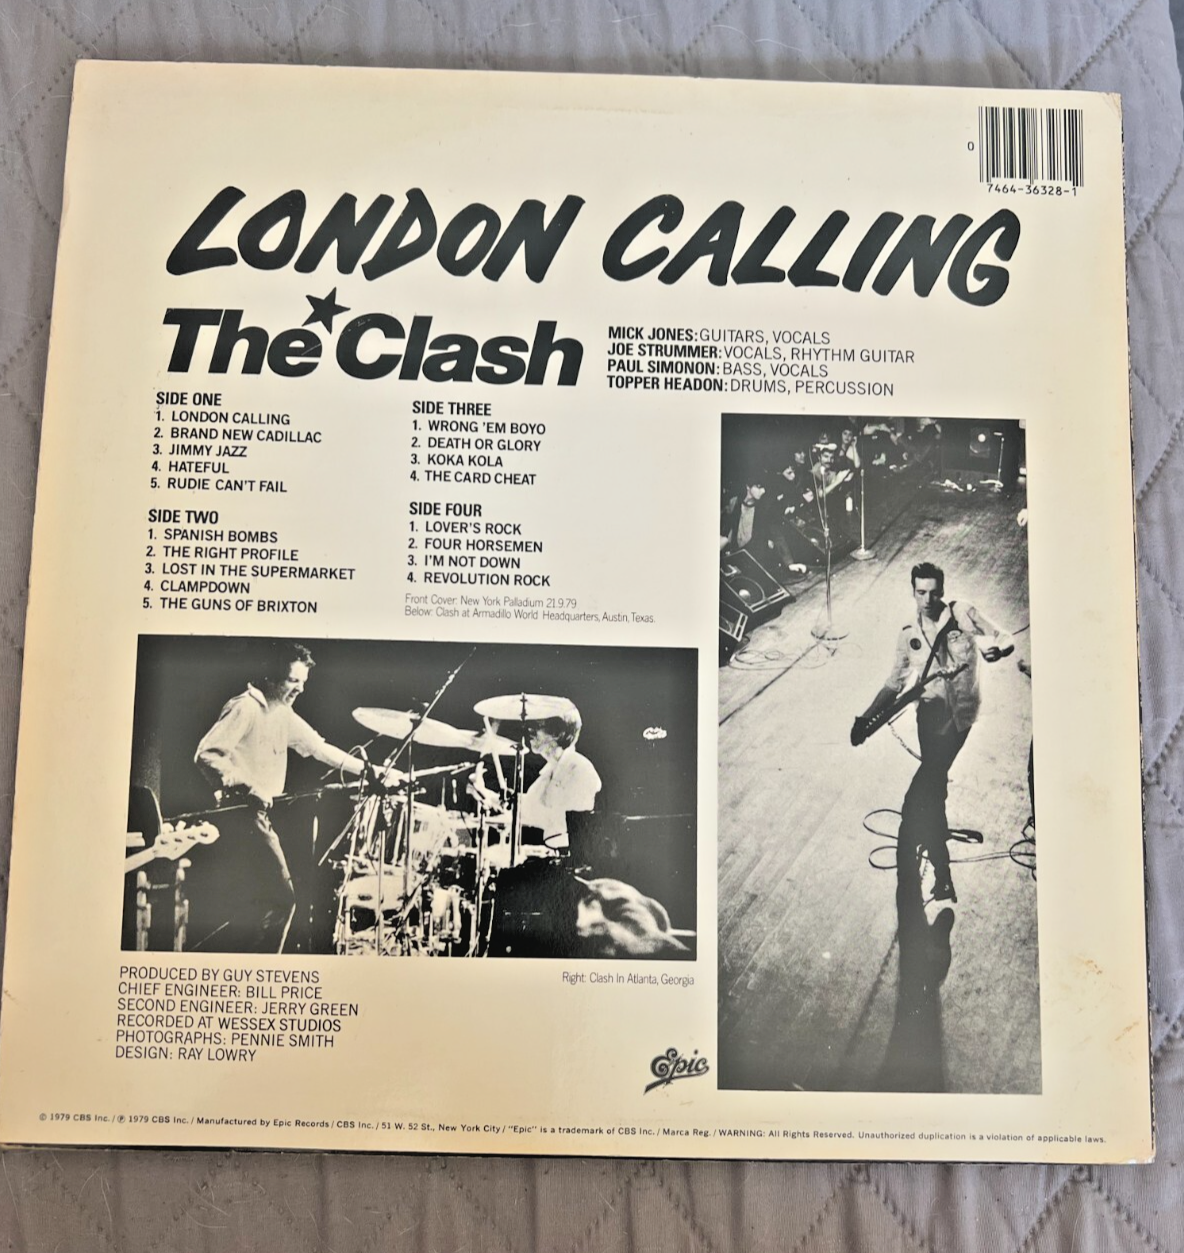 0
7464-36328-1
LONDON CALLING
The Clash
MICK JONES: GUITARS, VOCALS
JOE STRUMMER: VOCALS, RHYTHM GUITAR
PAUL SIMONON: BASS, VOCALS
TOPPER HEADON: DRUMS, PERCUSSION
SIDE ONE
1. LONDON CALLING
2. BRAND NEW CADILLAC
3. JIMMY JAZZ
4. HATEFUL
5. RUDIE CAN'T FAIL
SIDE TWO
1. SPANISH BOMBS
2. THE RIGHT PROFILE
3. LOST IN THE SUPERMARKET
4. CLAMPDOWN
5. THE GUNS OF BRIXTON
SIDE THREE
1. WRONG 'EM BOYO
2. DEATH OR GLORY
3. KOKA KOLA
4. THE CARD CHEAT
SIDE FOUR
1. LOVER'S ROCK
2. FOUR HORSEMEN
3. I'M NOT DOWN
4. REVOLUTION ROCK
Front Cover: New York Palladium 21.9.79
Below: Clash at Armadillo World Headquarters, Austin, Texas.
Right: Clash In Atlanta, Georgia
PRODUCED BY GUY STEVENS
CHIEF ENGINEER: BILL PRICE
SECOND ENGINEER: JERRY GREEN
RECORDED AT WESSEX STUDIOS
PHOTOGRAPHS: PENNIE SMITH
DESIGN: RAY LOWRY
Epic
© 1979 CBS Inc. / ℗ 1979 CBS Inc. / Manufactured by Epic Records / CBS Inc. / 51 W. 52 St., New York City / "Epic" is a trademark of CBS Inc. / Marca Reg. / WARNING: All Rights Reserved. Unauthorized duplication is a violation of applicable laws.